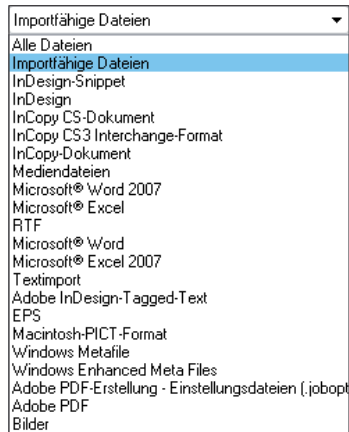 Importfähige Dateien
Alle Dateien
Importfähige Dateien
InDesign-Snippet
InDesign
InCopy CS-Dokument
InCopy CS3 Interchange-Format
InCopy-Dokument
Mediendateien
Microsoft® Word 2007
Microsoft® Excel
RTF
Microsoft® Word
Microsoft® Excel 2007
Textimport
Adobe InDesign-Tagged-Text
EPS
Macintosh-PICT-Format
Windows Metafile
Windows Enhanced Meta Files
Adobe PDF-Erstellung - Einstellungsdateien (.jobopt
Adobe PDF
Bilder